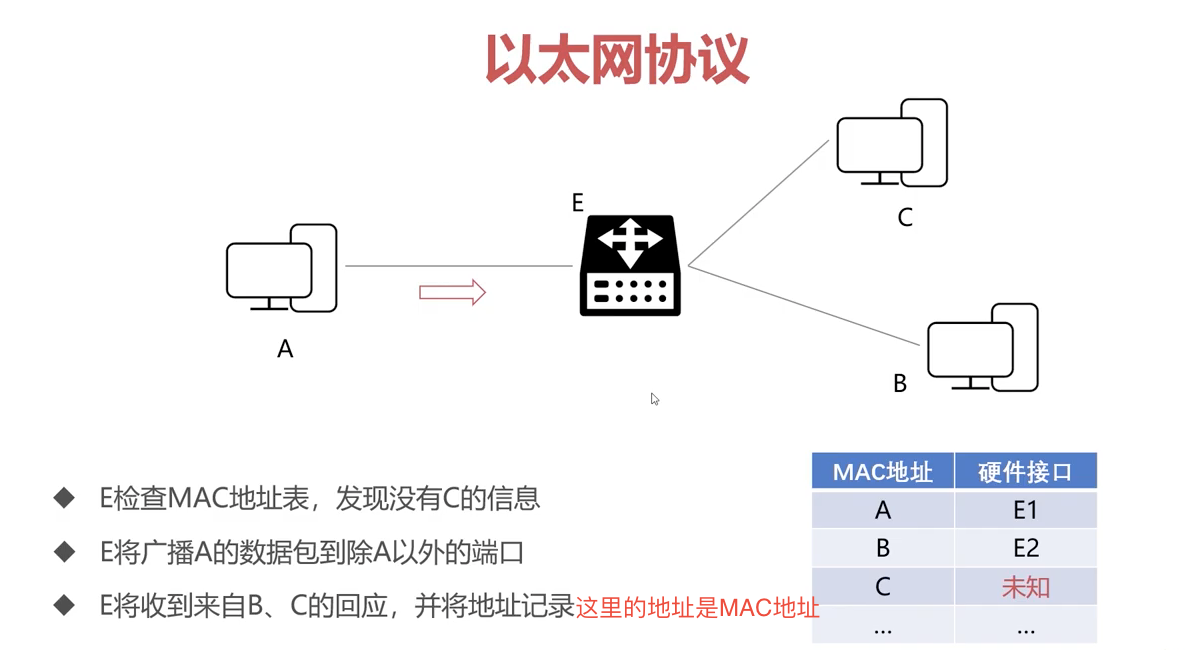 以太网协议
E
C
A
B
E检查MAC地址表，发现没有C的信息
E将广播A的数据包到除A以外的端口
E将收到来自B、C的回应，并将地址记录这里的地址是MAC地址
MAC地址 硬件接口
A E1
B E2
C 未知
... ...